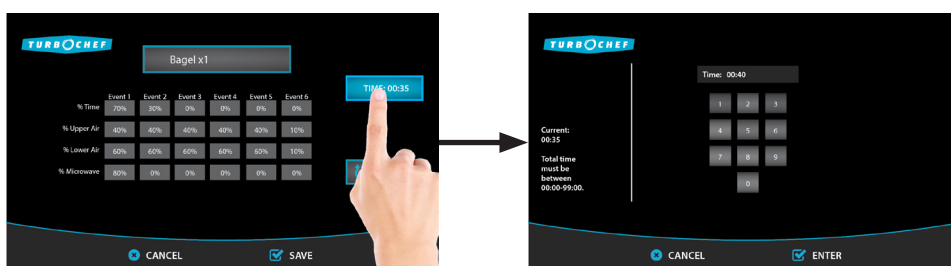 TURBOCHEF
Bagel x1
TIME: 00:35
Event 1 Event 2 Event 3 Event 4 Event 5 Event 6
% Time 70% 30% 0% 0% 0% 0%
% Upper Air 40% 40% 40% 40% 40% 10%
% Lower Air 60% 60% 60% 60% 60% 10%
% Microwave 80% 0% 0% 0% 0% 0%
CANCEL SAVE
TURBOCHEF
Time: 00:40
1 2 3
4 5 6
7 8 9
0
Current:
00:35
Total time
must be
between
00:00-99:00.
CANCEL ENTER